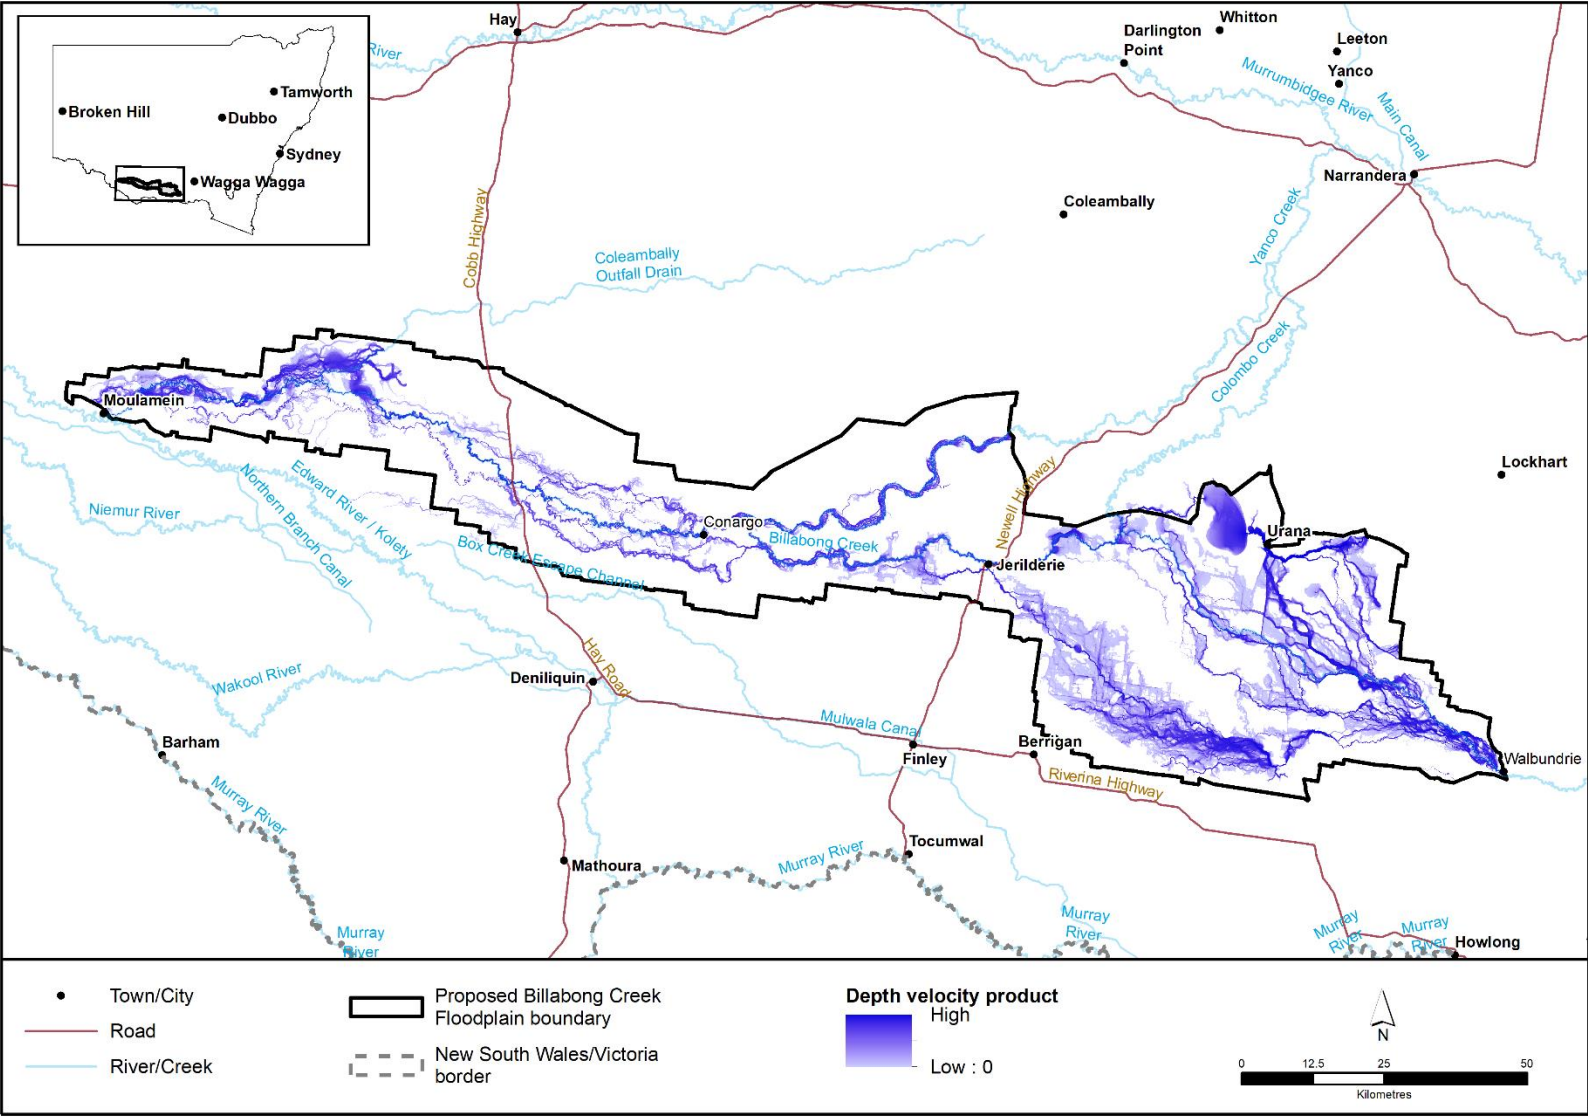 Hay
River
Whitton
Darlington
Point
Leeton
Yanco
Murrumbidgee River
Main Canal
Tamworth
Broken Hill
Dubbo
Sydney
Wagga Wagga
Narrandera
Coleambally
Cobb Highway
Yanco Creek
Coleambally
Outfall Drain
Colombo Creek
Moulamein
Lockhart
Edward River / Kolety
Northern Branch Canal
Niemur River
Newell Highway
Conargo
Billabong Creek
Urana
Box Creek Escape Channel
Jerilderie
Hay Road
Wakool River
Deniliquin
Mulwala Canal
Barham
Berrigan
Finley
Walbundrie
Riverina Highway
Murray River
Tocumwal
Mathoura
Murray River
Murray
River
Murray
River
Murray
River
Murray
River
Howlong
Town/City
Road
River/Creek
Proposed Billabong Creek
Floodplain boundary
New South Wales/Victoria
border
Depth velocity product
High
Low : 0
N
0 12.5 25 50
Kilometres